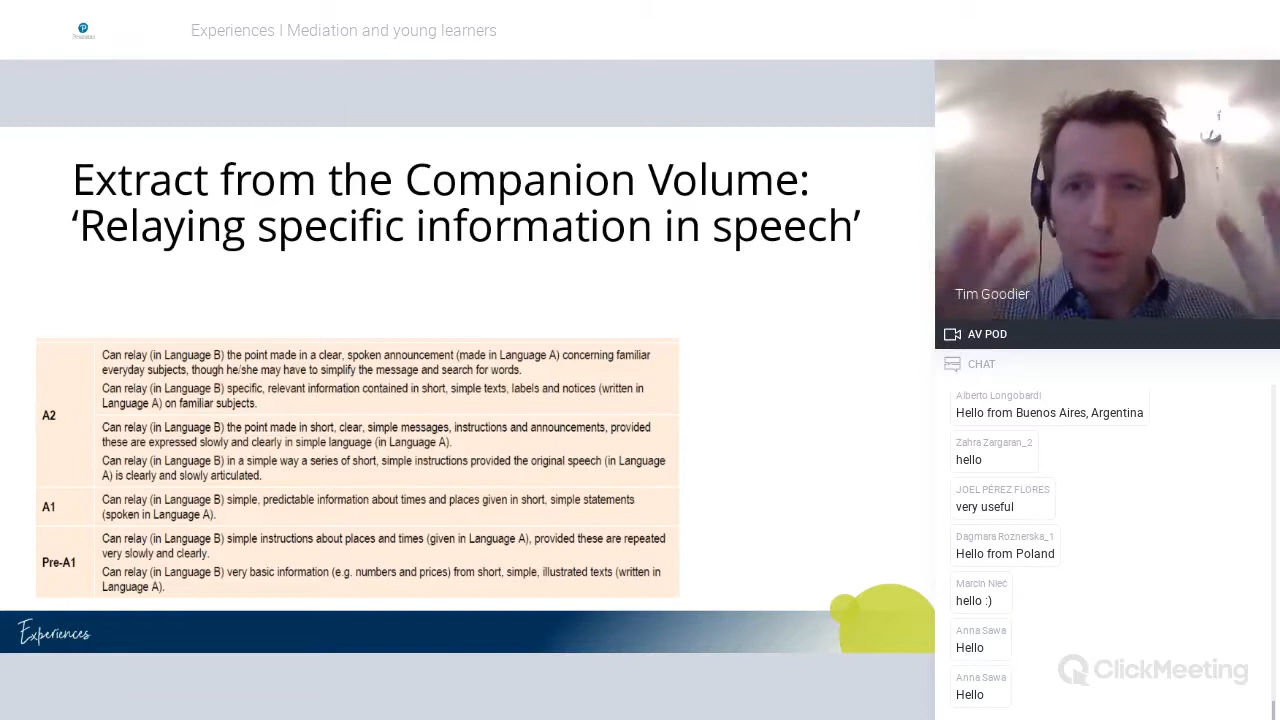 Pearson
Experiences I Mediation and young learners
Extract from the Companion Volume:
‘Relaying specific information in speech’
A2
Can relay (in Language B) the point made in a clear, spoken announcement (made in Language A) concerning familiar
everyday subjects, though he/she may have to simplify the message and search for words.
Can relay (in Language B) specific, relevant information contained in short, simple texts, labels and notices (written in
Language A) on familiar subjects.
Can relay (in Language B) the point made in short, clear, simple messages, instructions and announcements, provided
these are expressed slowly and clearly in simple language (in Language A).
Can relay (in Language B) in a simple way a series of short, simple instructions provided the original speech (in Language
A) is clearly and slowly articulated.
A1
Can relay (in Language B) simple, predictable information about times and places given in short, simple statements
(spoken in Language A).
Pre-A1
Can relay (in Language B) simple instructions about places and times (given in Language A), provided these are repeated
very slowly and clearly.
Can relay (in Language B) very basic information (e.g. numbers and prices) from short, simple, illustrated texts (written in
Language A).
Experiences
Tim Goodier
AV POD
CHAT
Alberto Longobardi
Hello from Buenos Aires, Argentina
Zahra Zargaran_2
hello
JOEL PÉREZ FLORES
very useful
Dagmara Roznerska_1
Hello from Poland
Marcin Nieć
hello :)
Anna Sawa
Hello
Anna Sawa
Hello
ClickMeeting